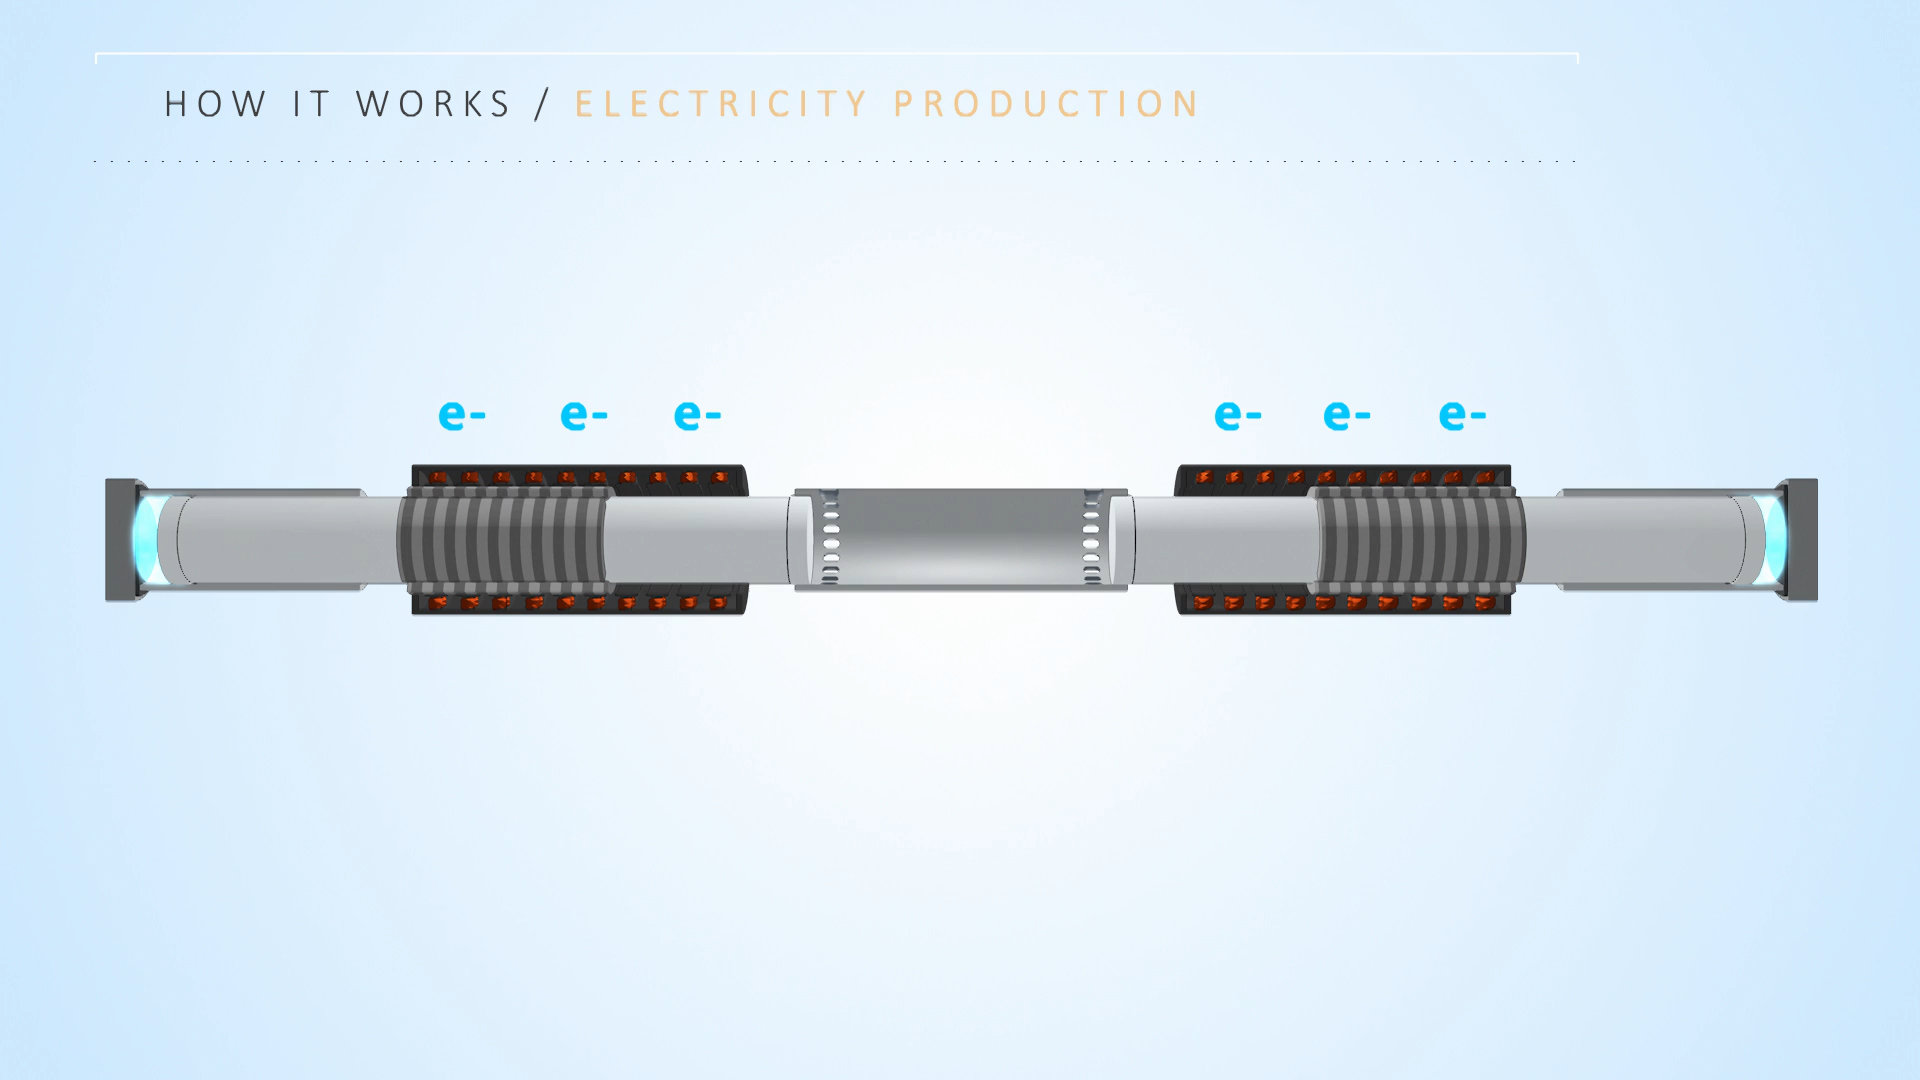 HOW IT WORKS / ELECTRICITY PRODUCTION
e- e- e- e- e- e-